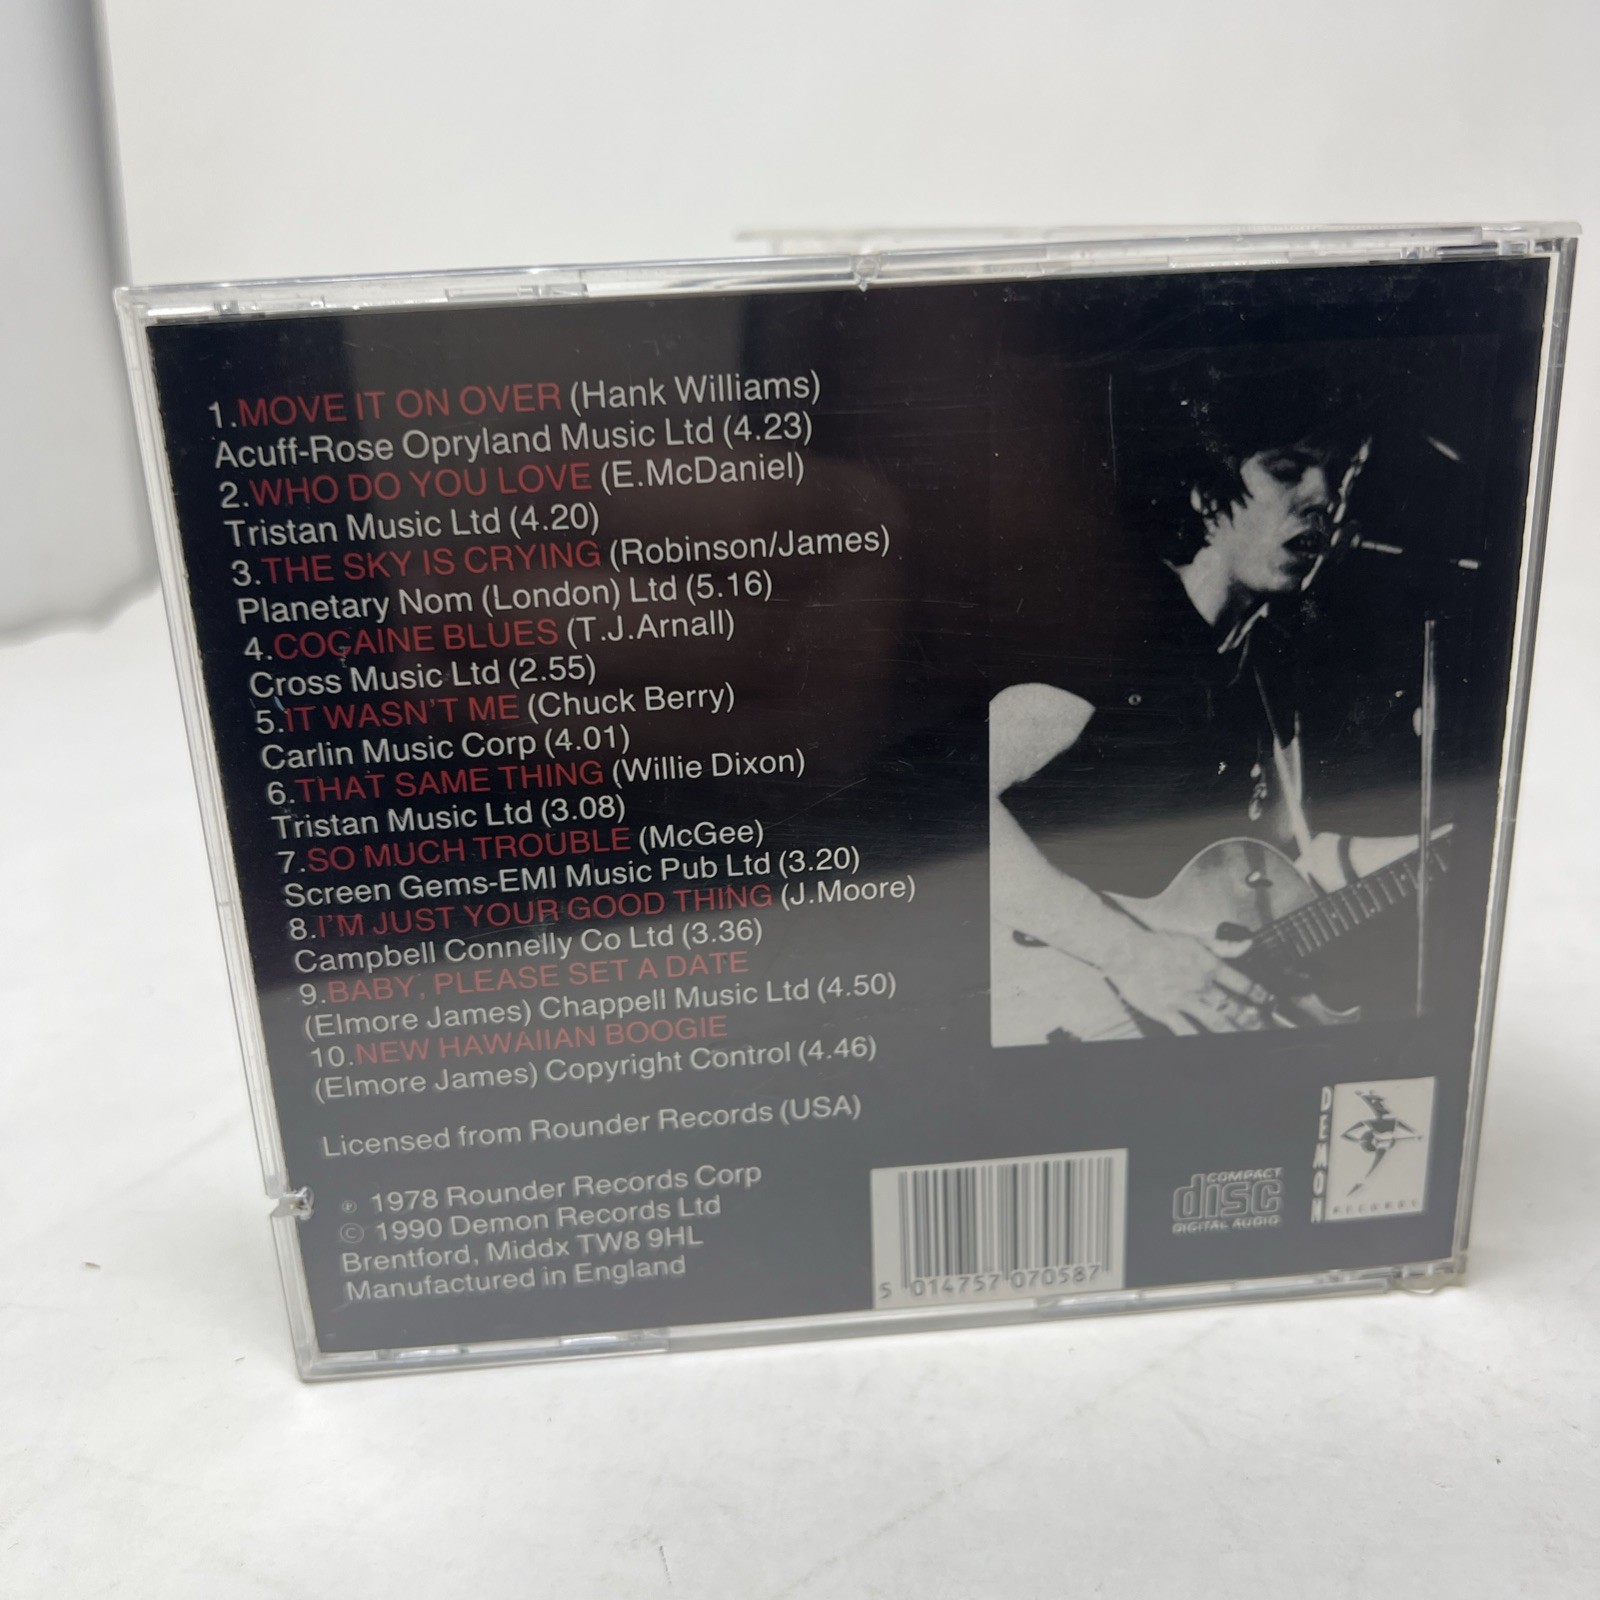 1.MOVE IT ON OVER (Hank Williams)
Acuff-Rose Opryland Music Ltd (4.23)
2.WHO DO YOU LOVE (E.McDaniel)
Tristan Music Ltd (4.20)
3.THE SKY IS CRYING (Robinson/James)
Planetary Nom (London) Ltd (5.16)
4.COCAINE BLUES (T.J.Arnall)
Cross Music Ltd (2.55)
5.IT WASN'T ME (Chuck Berry)
Carlin Music Corp (4.01)
6.THAT SAME THING (Willie Dixon)
Tristan Music Ltd (3.08)
7.SO MUCH TROUBLE (McGee)
Screen Gems-EMI Music Pub Ltd (3.20)
8.I'M JUST YOUR GOOD THING (J.Moore)
Campbell Connelly Co Ltd (3.36)
9.BABY, PLEASE SET A DATE
(Elmore James) Chappell Music Ltd (4.50)
10.NEW HAWAIIAN BOOGIE
(Elmore James) Copyright Control (4.46)
Licensed from Rounder Records (USA)
℗ 1978 Rounder Records Corp
© 1990 Demon Records Ltd
Brentford, Middx TW8 9HL
Manufactured in England
5 014757 070587
COMPACT
disc
DIGITAL AUDIO
DEMON
RECORDS